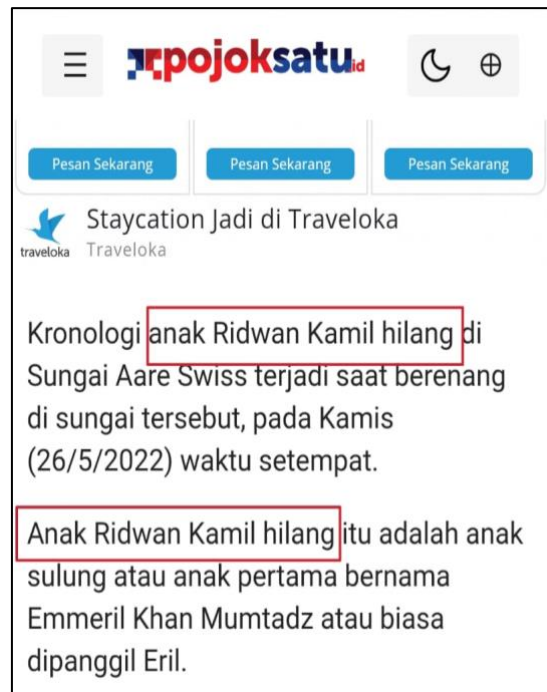 pojoksatu.id
Pesan Sekarang Pesan Sekarang Pesan Sekarang
Staycation Jadi di Traveloka
traveloka Traveloka
Kronologi anak Ridwan Kamil hilang di
Sungai Aare Swiss terjadi saat berenang
di sungai tersebut, pada Kamis
(26/5/2022) waktu setempat.
Anak Ridwan Kamil hilang itu adalah anak
sulung atau anak pertama bernama
Emmeril Khan Mumtadz atau biasa
dipanggil Eril.